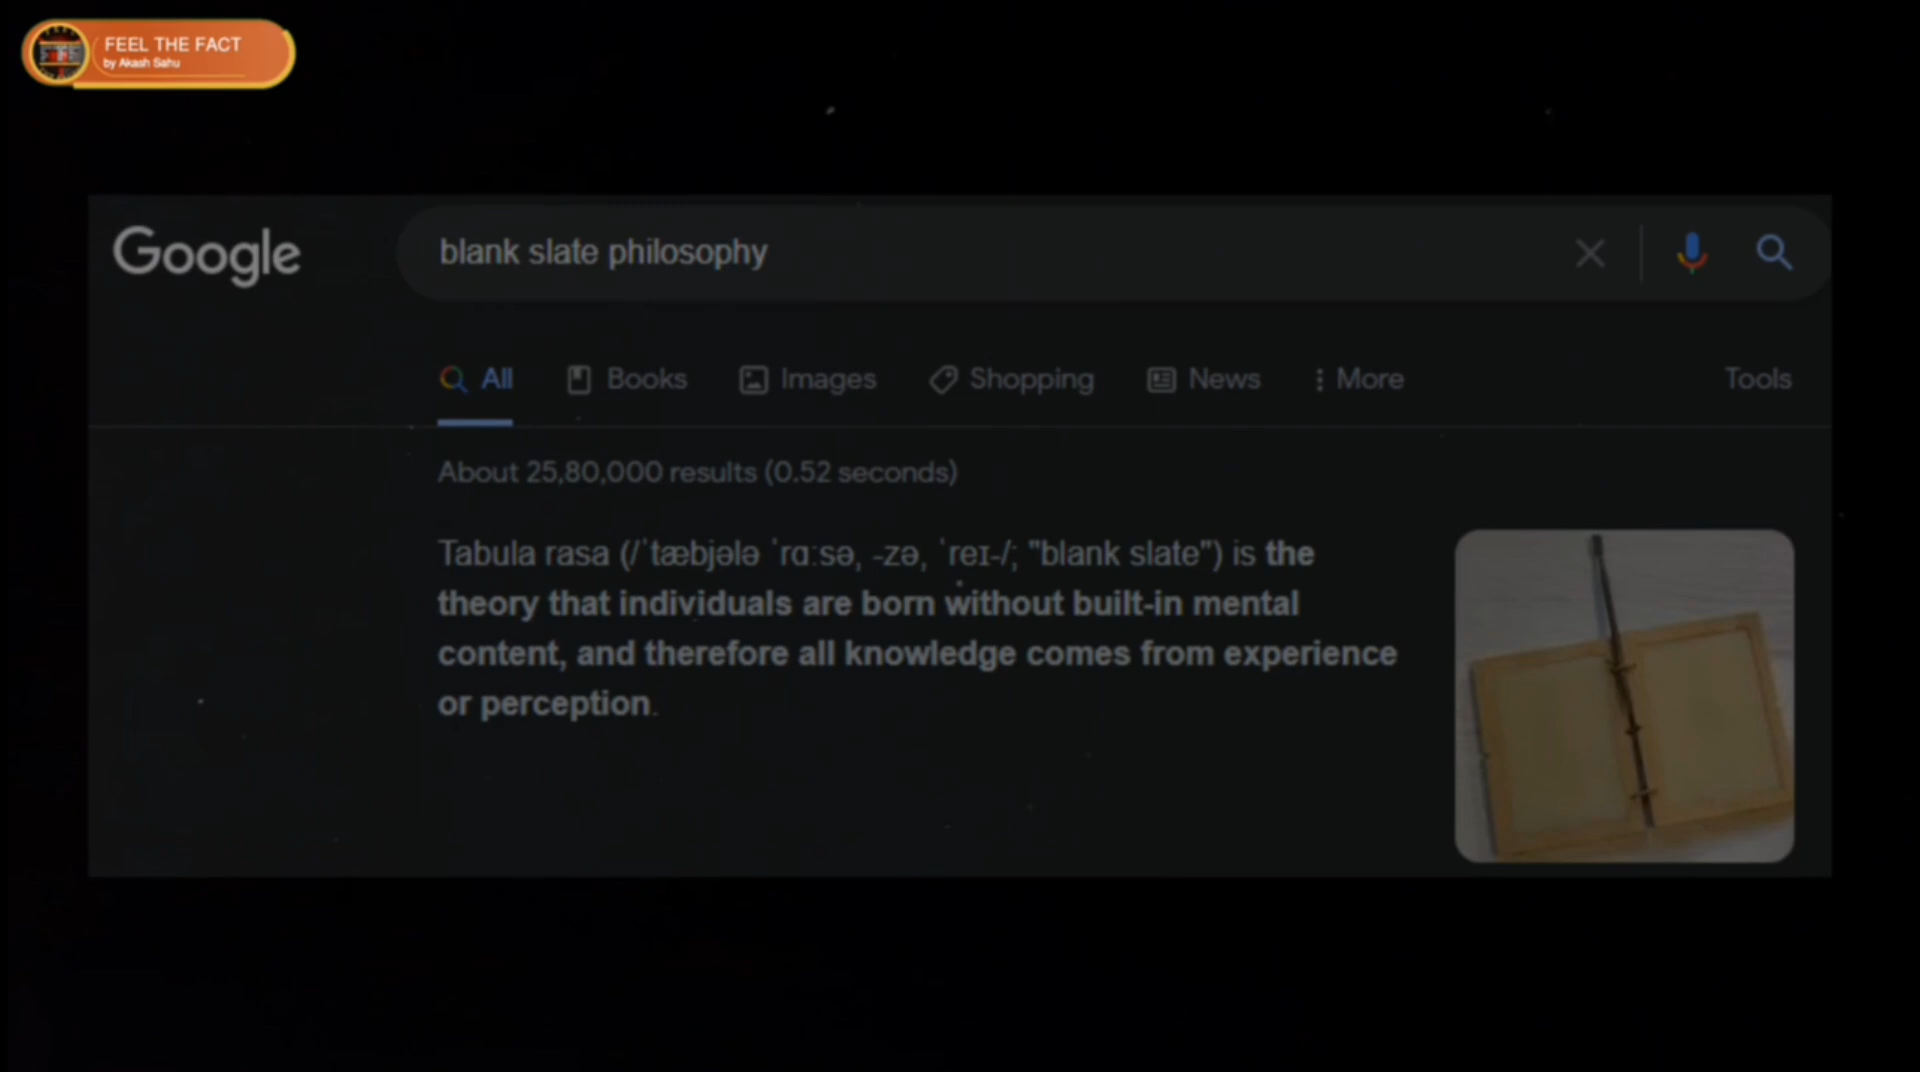 FEEL THE FACT
by Akash Sahu
Google
blank slate philosophy
All Books Images Shopping News More Tools
About 25,80,000 results (0.52 seconds)
Tabula rasa (/ˈtæbjələ ˈrɑːsə, -zə, ˈreɪ-/; "blank slate") is the
theory that individuals are born without built-in mental
content, and therefore all knowledge comes from experience
or perception.